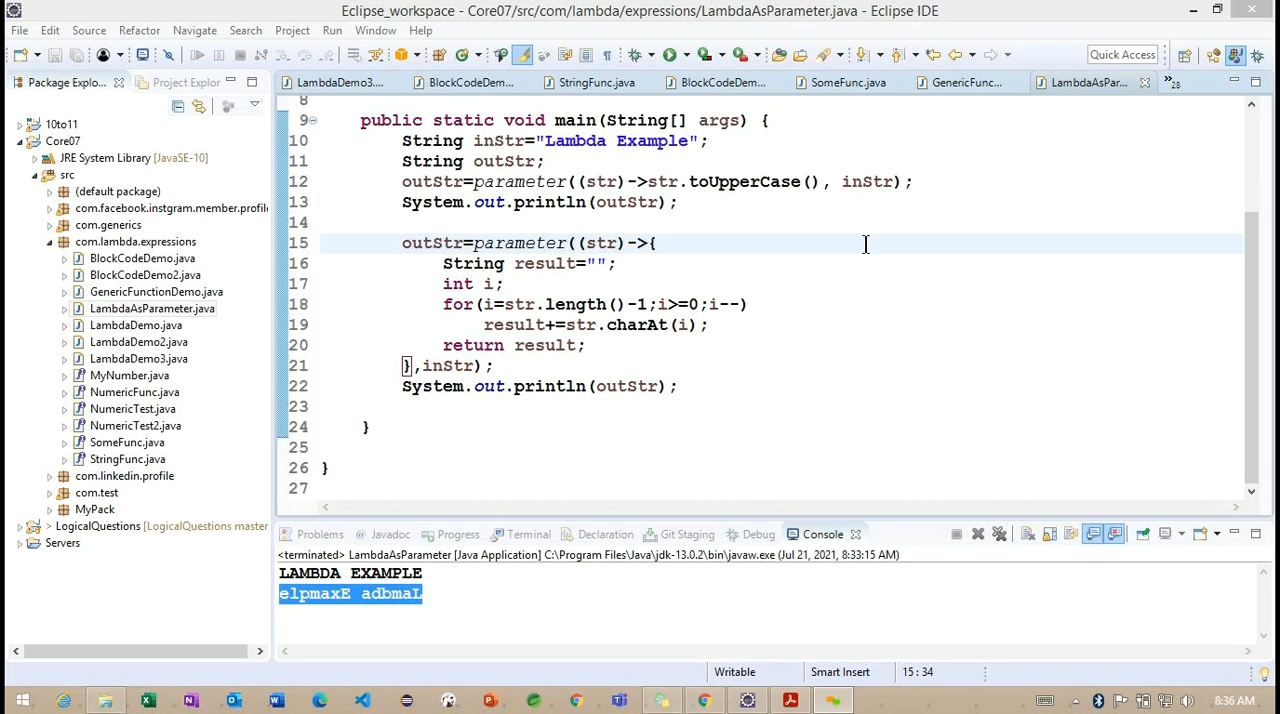 Eclipse_workspace - Core07/src/com/lambda/expressions/LambdaAsParameter.java - Eclipse IDE
File Edit Source Refactor Navigate Search Project Run Window Help
Quick Access
Package Explo... Project Explorer
LambdaDemo3.... BlockCodeDem... StringFunc.java BlockCodeDem... SomeFunc.java GenericFunc... LambdaAsPar... »28
10to11
Core07
JRE System Library [JavaSE-10]
src
(default package)
com.facebook.instgram.member.profil
com.generics
com.lambda.expressions
BlockCodeDemo.java
BlockCodeDemo2.java
GenericFunctionDemo.java
LambdaAsParameter.java
LambdaDemo.java
LambdaDemo2.java
LambdaDemo3.java
MyNumber.java
NumericFunc.java
NumericTest.java
NumericTest2.java
SomeFunc.java
StringFunc.java
com.linkedin.profile
com.test
MyPack
> LogicalQuestions [LogicalQuestions master
Servers
8
9 public static void main(String[] args) {
10 String inStr="Lambda Example";
11 String outStr;
12 outStr=parameter((str)->str.toUpperCase(), inStr);
13 System.out.println(outStr);
14
15 outStr=parameter((str)->{
16 String result="";
17 int i;
18 for(i=str.length()-1;i>=0;i--)
19 result+=str.charAt(i);
20 return result;
21 },inStr);
22 System.out.println(outStr);
23
24 }
25
26 }
27
Problems Javadoc Progress Terminal Declaration Git Staging Debug Console
<terminated> LambdaAsParameter [Java Application] C:\Program Files\Java\jdk-13.0.2\bin\javaw.exe (Jul 21, 2021, 8:33:15 AM)
LAMBDA EXAMPLE
elpmaxE adbmaL
Writable Smart Insert 15 : 34
8:36 AM